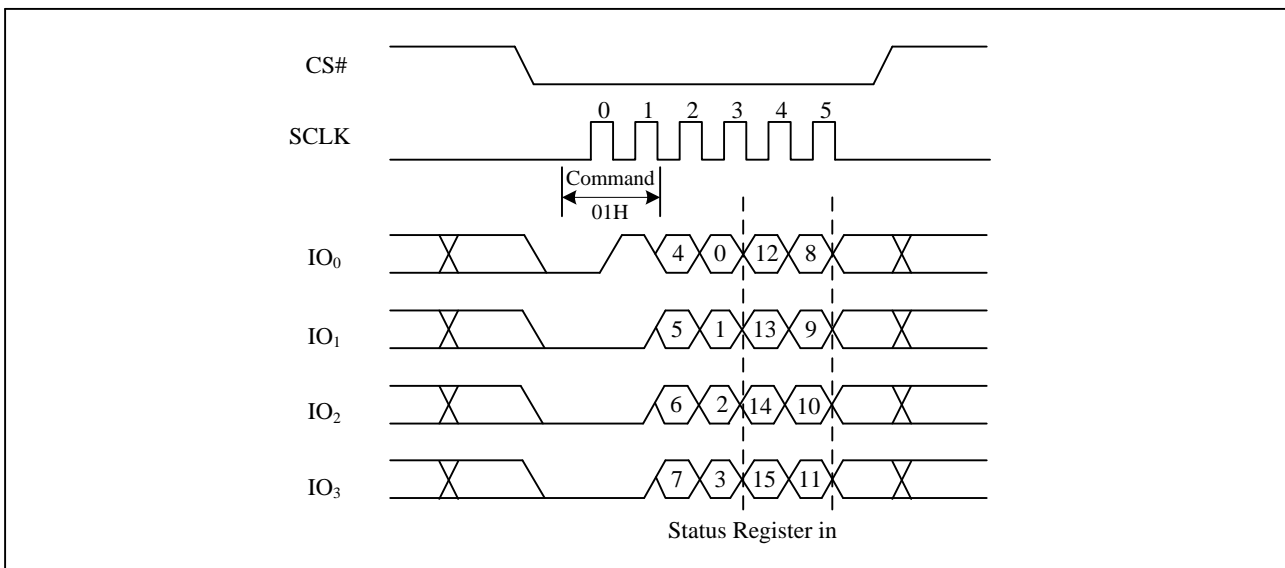 CS#
0 1 2 3 4 5
SCLK
Command
01H
IO0 4 0 12 8
IO1 5 1 13 9
IO2 6 2 14 10
IO3 7 3 15 11
Status Register in